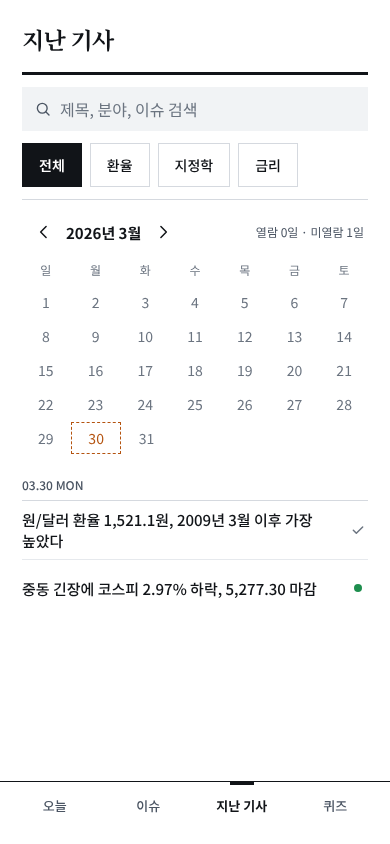 지난 기사
제목, 분야, 이슈 검색
전체 환율 지정학 금리
2026년 3월 열람 0일 · 미열람 1일
일 월 화 수 목 금 토
1 2 3 4 5 6 7
8 9 10 11 12 13 14
15 16 17 18 19 20 21
22 23 24 25 26 27 28
29 30 31
03.30 MON
원/달러 환율 1,521.1원, 2009년 3월 이후 가장
높았다
중동 긴장에 코스피 2.97% 하락, 5,277.30 마감
오늘 이슈 지난 기사 퀴즈